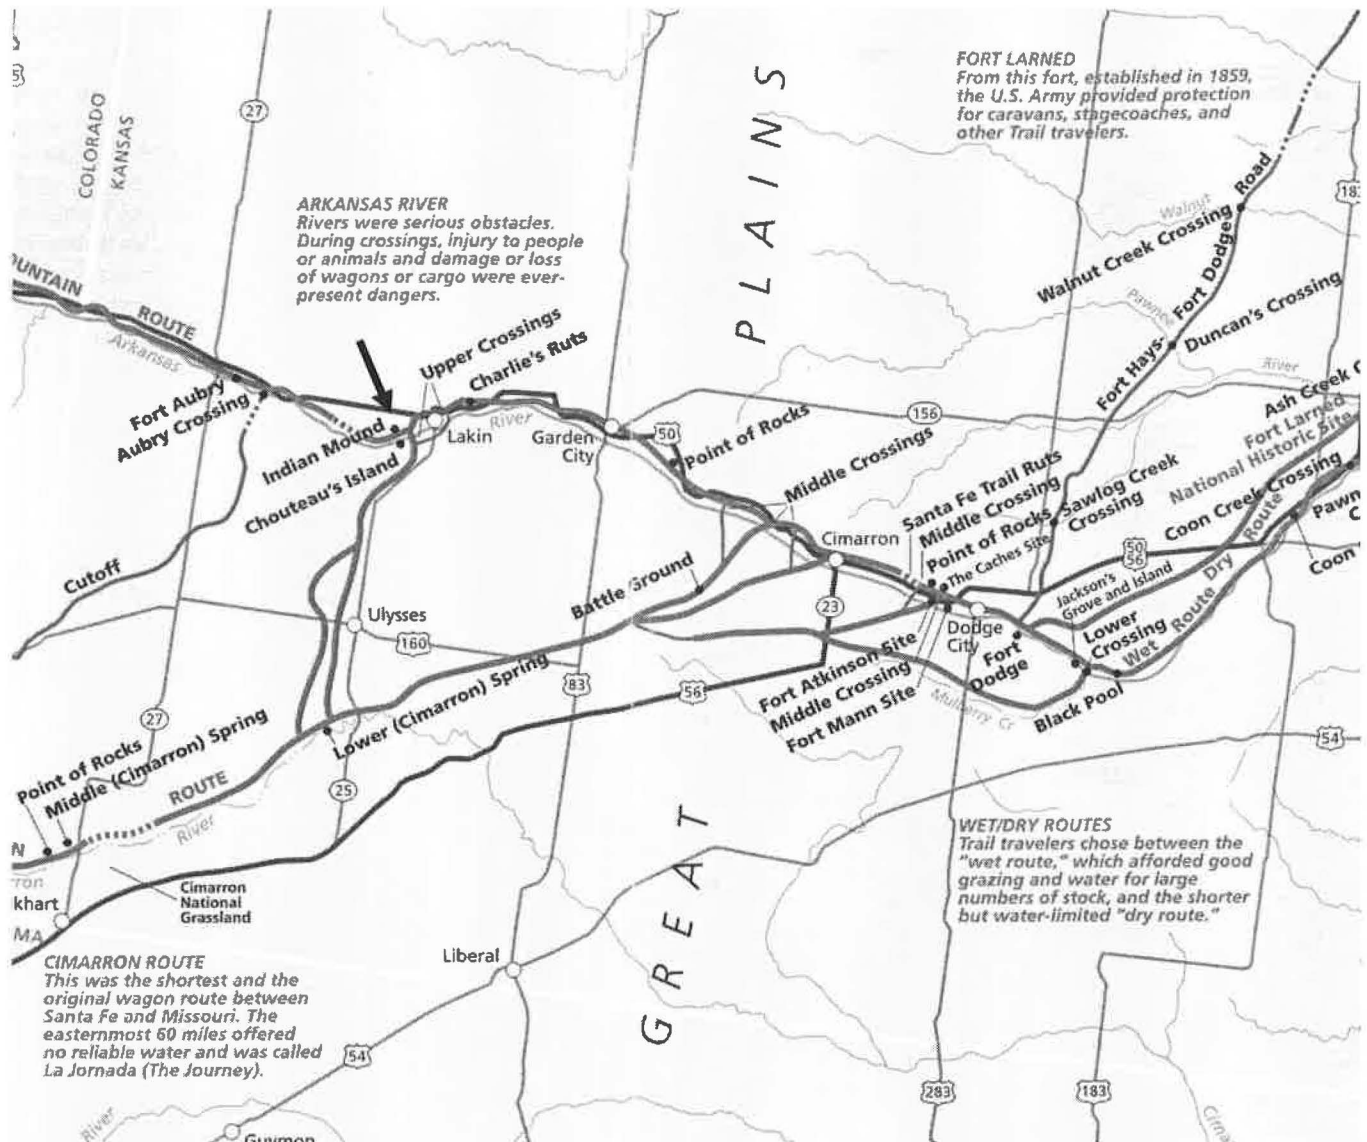 FORT LARNED
From this fort, established in 1859,
the U.S. Army provided protection
for caravans, stagecoaches, and
other Trail travelers.
PLAINS
27
COLORADO
KANSAS
ARKANSAS RIVER
Rivers were serious obstacles.
During crossings, injury to people
or animals and damage or loss
of wagons or cargo were ever-
present dangers.
Road
Walnut
Walnut Creek Crossing
Fort Dodge
Fort Hays-
Pawnee
Duncan's Crossing
River
OUNTAIN
ROUTE
Arkansas
Upper Crossings
Charlie's Ruts
Fort Aubry
Aubry Crossing
Indian Mound
Chouteau's Island
Lakin
River
Garden
City
50
156
Point of Rocks
Middle Crossings
Ash Creek C
Fort Larned
National Historic Site
Santa Fe Trail Ruts
Middle Crossing
Point of Rocks
The Caches Site
Sawlog Creek
Crossing
Coon Creek Crossing
Pawn
C
Coon
Cimarron
50
56
Jackson's
Grove and Island
Dry Route
Wet Route
Lower
Crossing
Cutoff
Ulysses
160
Battle Ground
23
Dodge
City
Fort
Dodge
Fort Atkinson Site
Middle Crossing
Fort Mann Site
Mulberry Cr
Black Pool
83
56
54
27
Lower (Cimarron) Spring
Point of Rocks
Middle (Cimarron) Spring
ROUTE
River
25
N
rron
khart
MA
Cimarron
National
Grassland
GREAT
WET/DRY ROUTES
Trail travelers chose between the
"wet route," which afforded good
grazing and water for large
numbers of stock, and the shorter
but water-limited "dry route."
Liberal
CIMARRON ROUTE
This was the shortest and the
original wagon route between
Santa Fe and Missouri. The
easternmost 60 miles offered
no reliable water and was called
La Jornada (The Journey).
54
283
183
River
Guymon
Cima